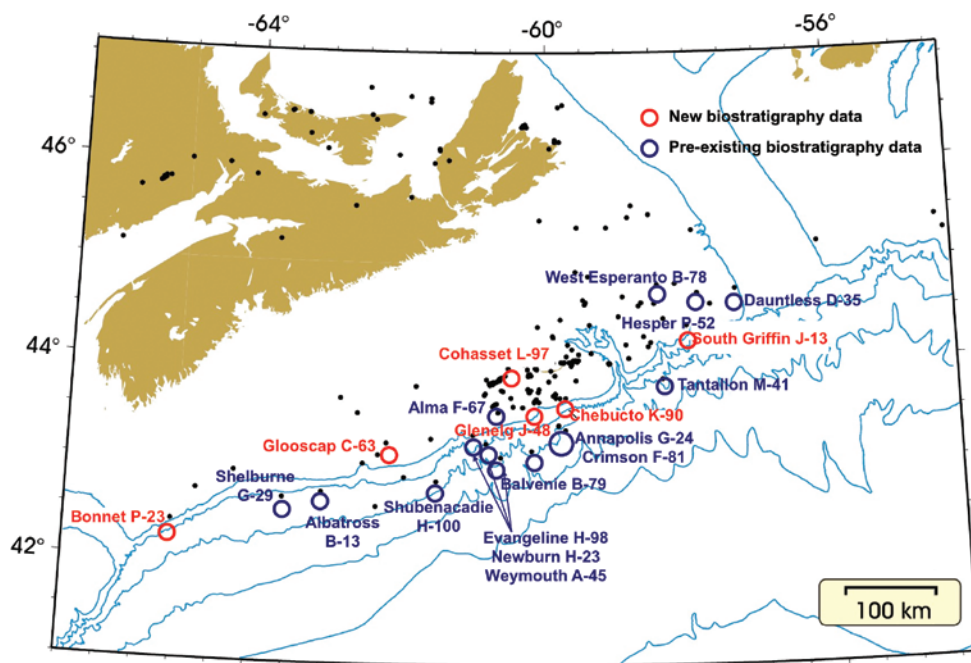 -64°
-60°
-56°
46°
44°
42°
New biostratigraphy data
Pre-existing biostratigraphy data
West Esperanto B-78
Dauntless D-35
Hesper P-52
South Griffin J-13
Cohasset L-97
Tantallon M-41
Alma F-67
Chebucto K-90
Glenelg J-48
Annapolis G-24
Crimson F-81
Glooscap C-63
Balvenie B-79
Shelburne
G-29
Shubenacadie
H-100
Albatross
B-13
Bonnet P-23
Evangeline H-98
Newburn H-23
Weymouth A-45
100 km